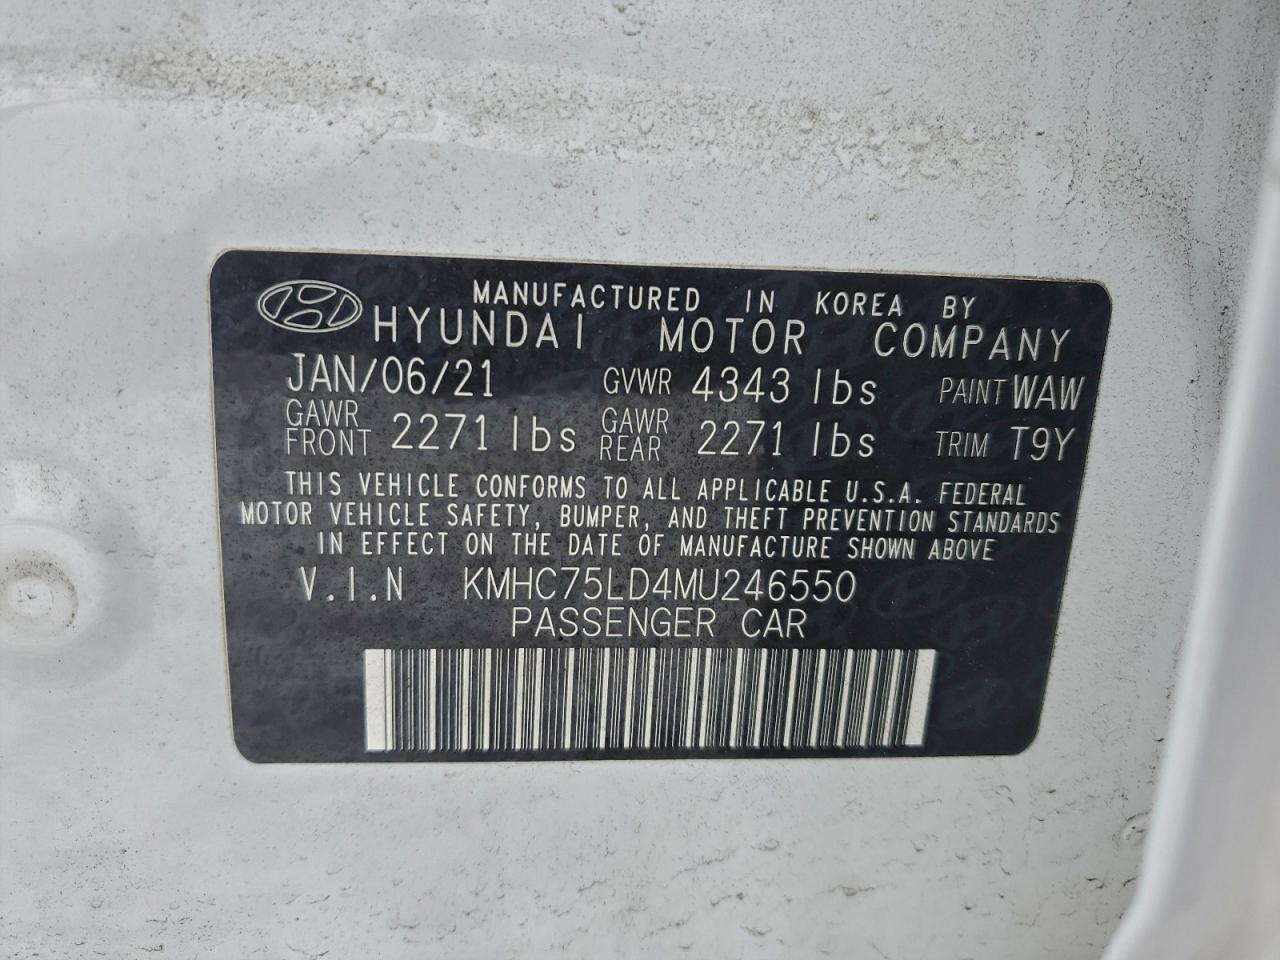 MANUFACTURED IN KOREA BY
HYUNDAI MOTOR COMPANY
JAN/06/21 GVWR 4343 lbs PAINT WAW
GAWR FRONT 2271 lbs GAWR REAR 2271 lbs TRIM T9Y
THIS VEHICLE CONFORMS TO ALL APPLICABLE U.S.A. FEDERAL
MOTOR VEHICLE SAFETY, BUMPER, AND THEFT PREVENTION STANDARDS
IN EFFECT ON THE DATE OF MANUFACTURE SHOWN ABOVE
V.I.N KMHC75LD4MU246550
PASSENGER CAR